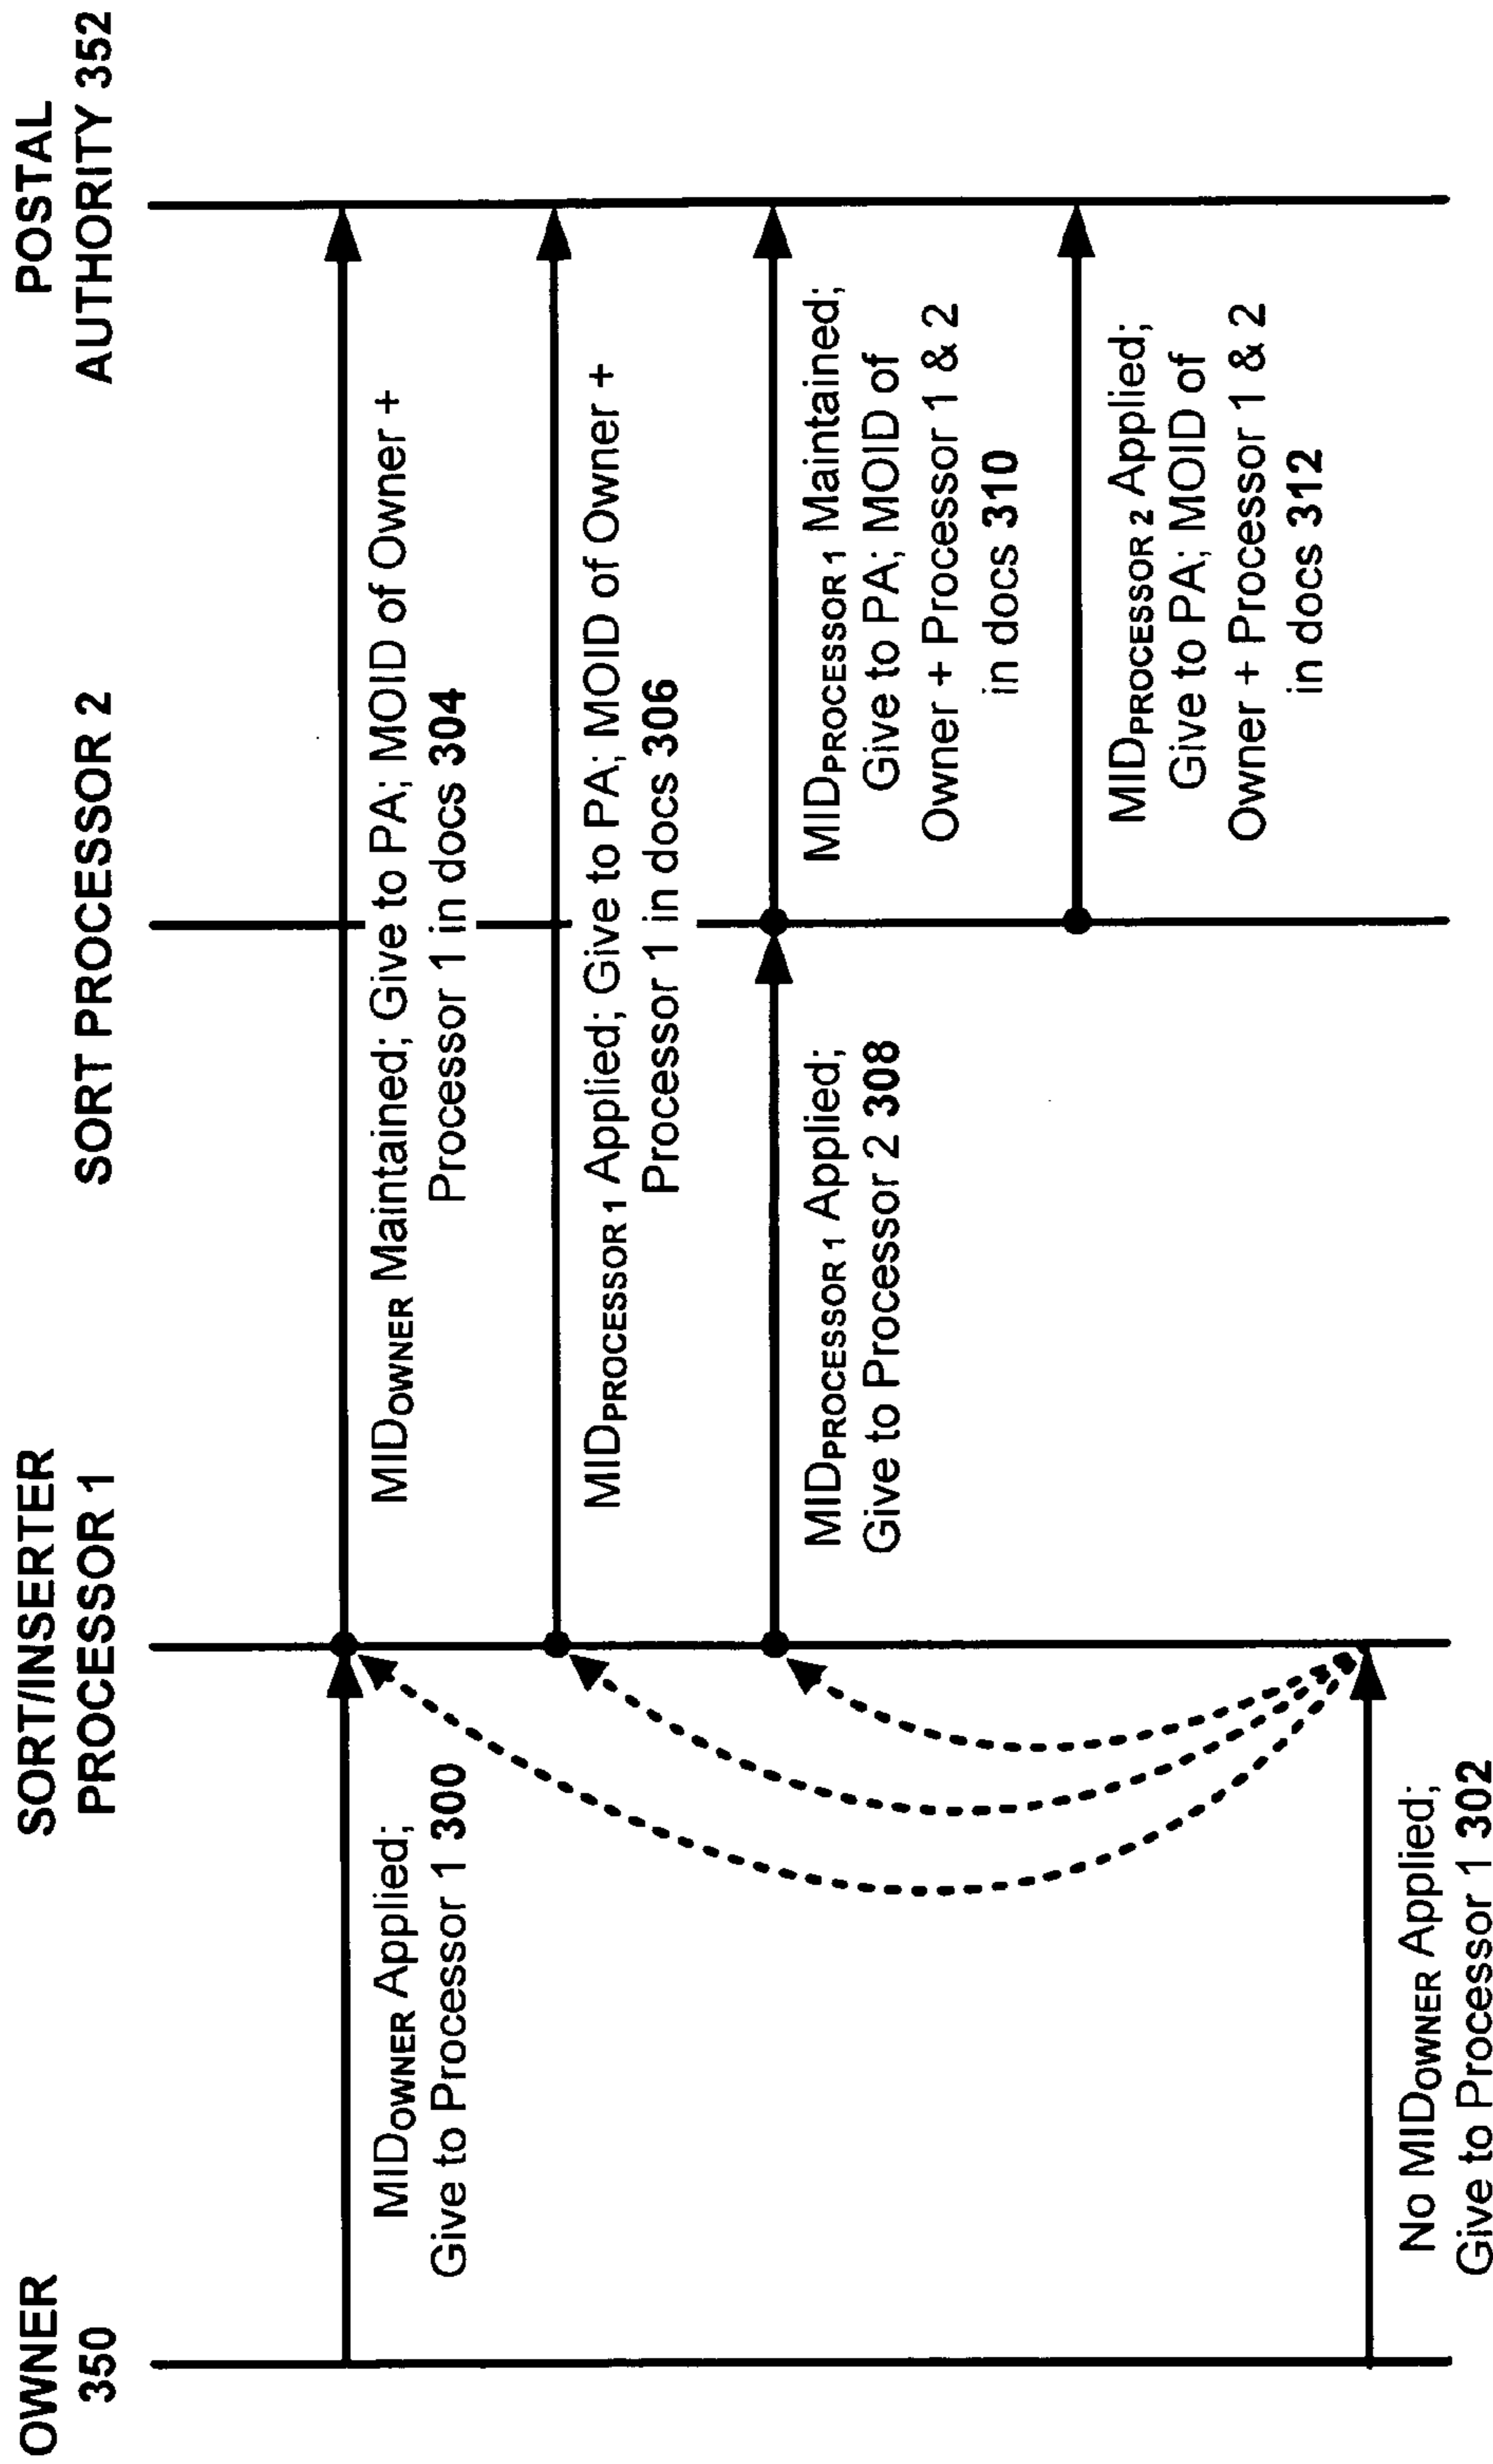 OWNER
350
SORT/INSERTER
PROCESSOR 1
SORT PROCESSOR 2
POSTAL
AUTHORITY 352
MIDOWNER Applied;
Give to Processor 1 300
MIDOWNER Maintained; Give to PA; MOID of Owner +
Processor 1 in docs 304
MIDPROCESSOR 1 Applied; Give to PA; MOID of Owner +
Processor 1 in docs 306
MIDPROCESSOR 1 Applied;
Give to Processor 2 308
MIDPROCESSOR 1 Maintained;
Give to PA; MOID of
Owner + Processor 1 & 2
in docs 310
MIDPROCESSOR 2 Applied;
Give to PA; MOID of
Owner + Processor 1 & 2
in docs 312
No MIDOWNER Applied;
Give to Processor 1 302